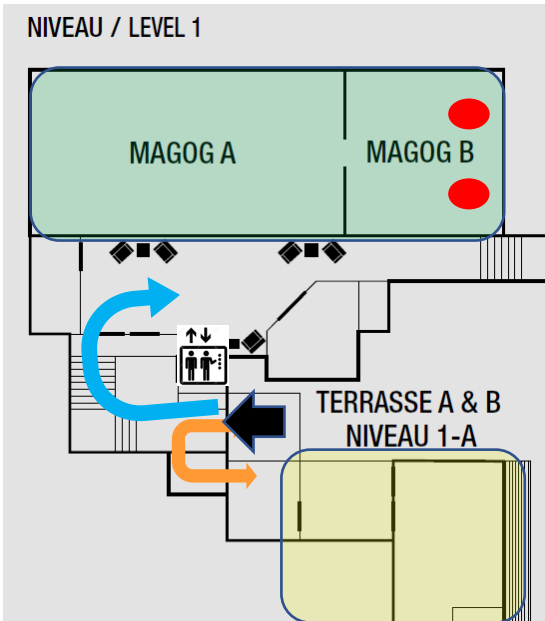 NIVEAU / LEVEL 1
MAGOG A
MAGOG B
TERRASSE A & B
NIVEAU 1-A